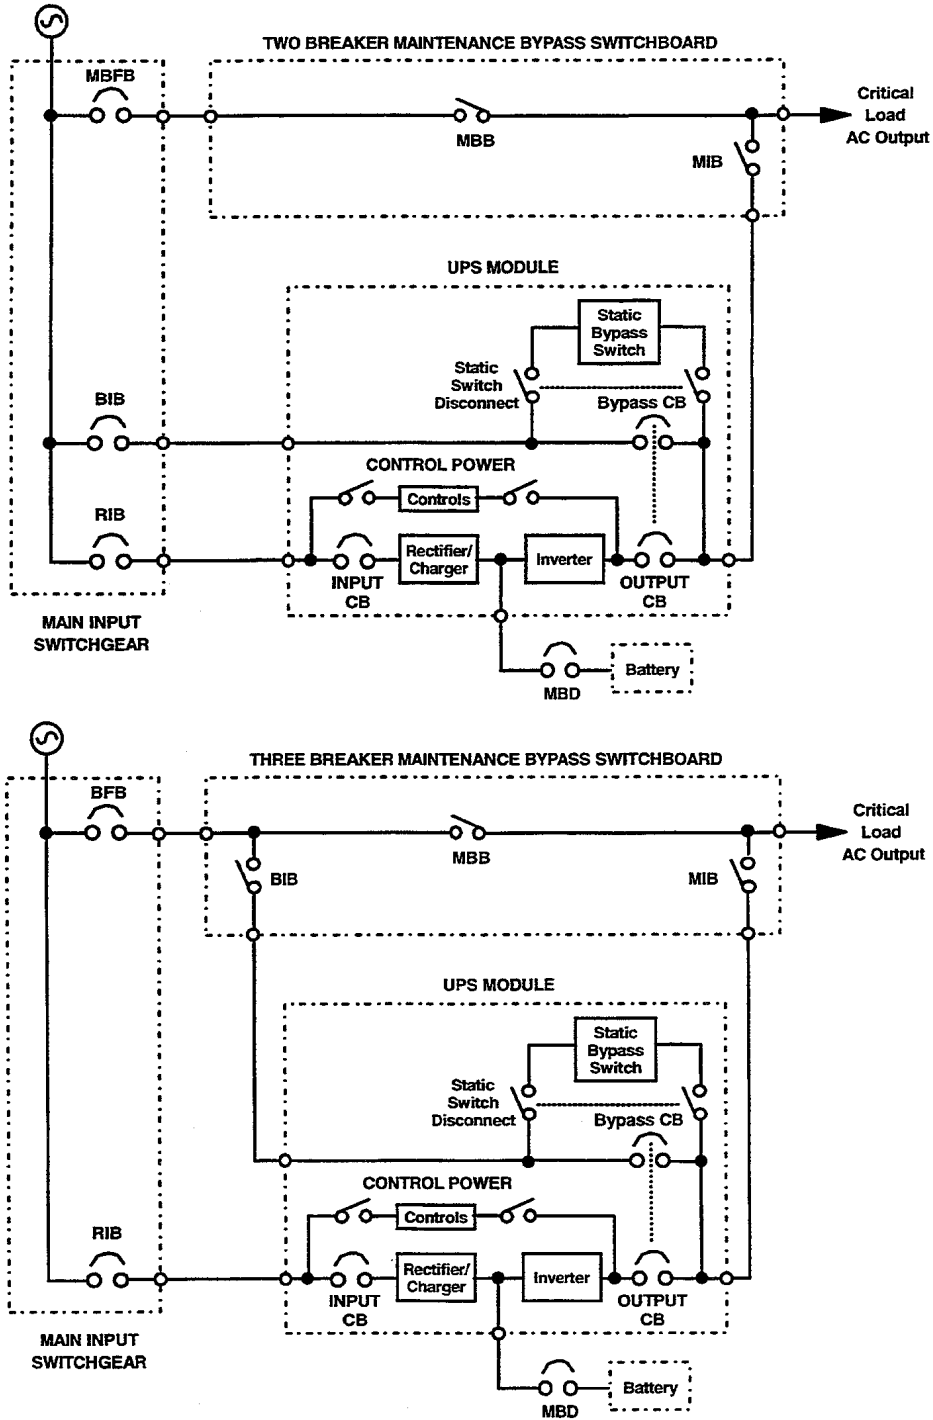 TWO BREAKER MAINTENANCE BYPASS SWITCHBOARD
MBFB
MBB
MIB
Critical
Load
AC Output
UPS MODULE
Static
Bypass
Switch
Static
Switch
Disconnect
Bypass CB
BIB
CONTROL POWER
Controls
RIB
INPUT
CB
Rectifier/
Charger
Inverter
OUTPUT
CB
MAIN INPUT
SWITCHGEAR
MBD
Battery
THREE BREAKER MAINTENANCE BYPASS SWITCHBOARD
BFB
MBB
BIB
MIB
Critical
Load
AC Output
UPS MODULE
Static
Bypass
Switch
Static
Switch
Disconnect
Bypass CB
CONTROL POWER
Controls
RIB
INPUT
CB
Rectifier/
Charger
Inverter
OUTPUT
CB
MAIN INPUT
SWITCHGEAR
MBD
Battery